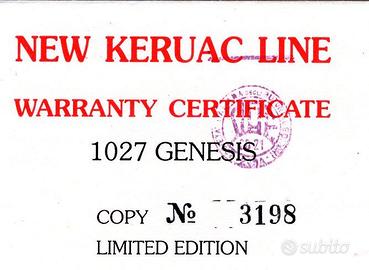 NEW KERUAC LINE
WARRANTY CERTIFICATE
1027 GENESIS
COPY № 3198
LIMITED EDITION
subito